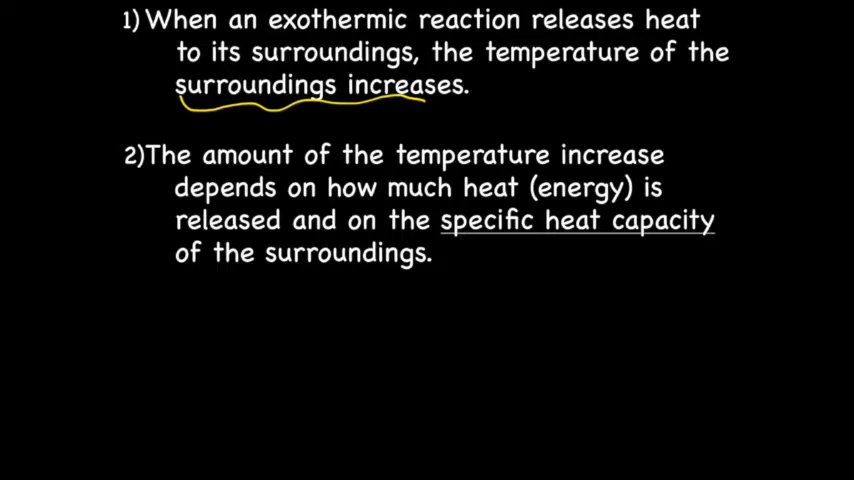 1) When an exothermic reaction releases heat
to its surroundings, the temperature of the
surroundings increases.
2)The amount of the temperature increase
depends on how much heat (energy) is
released and on the specific heat capacity
of the surroundings.